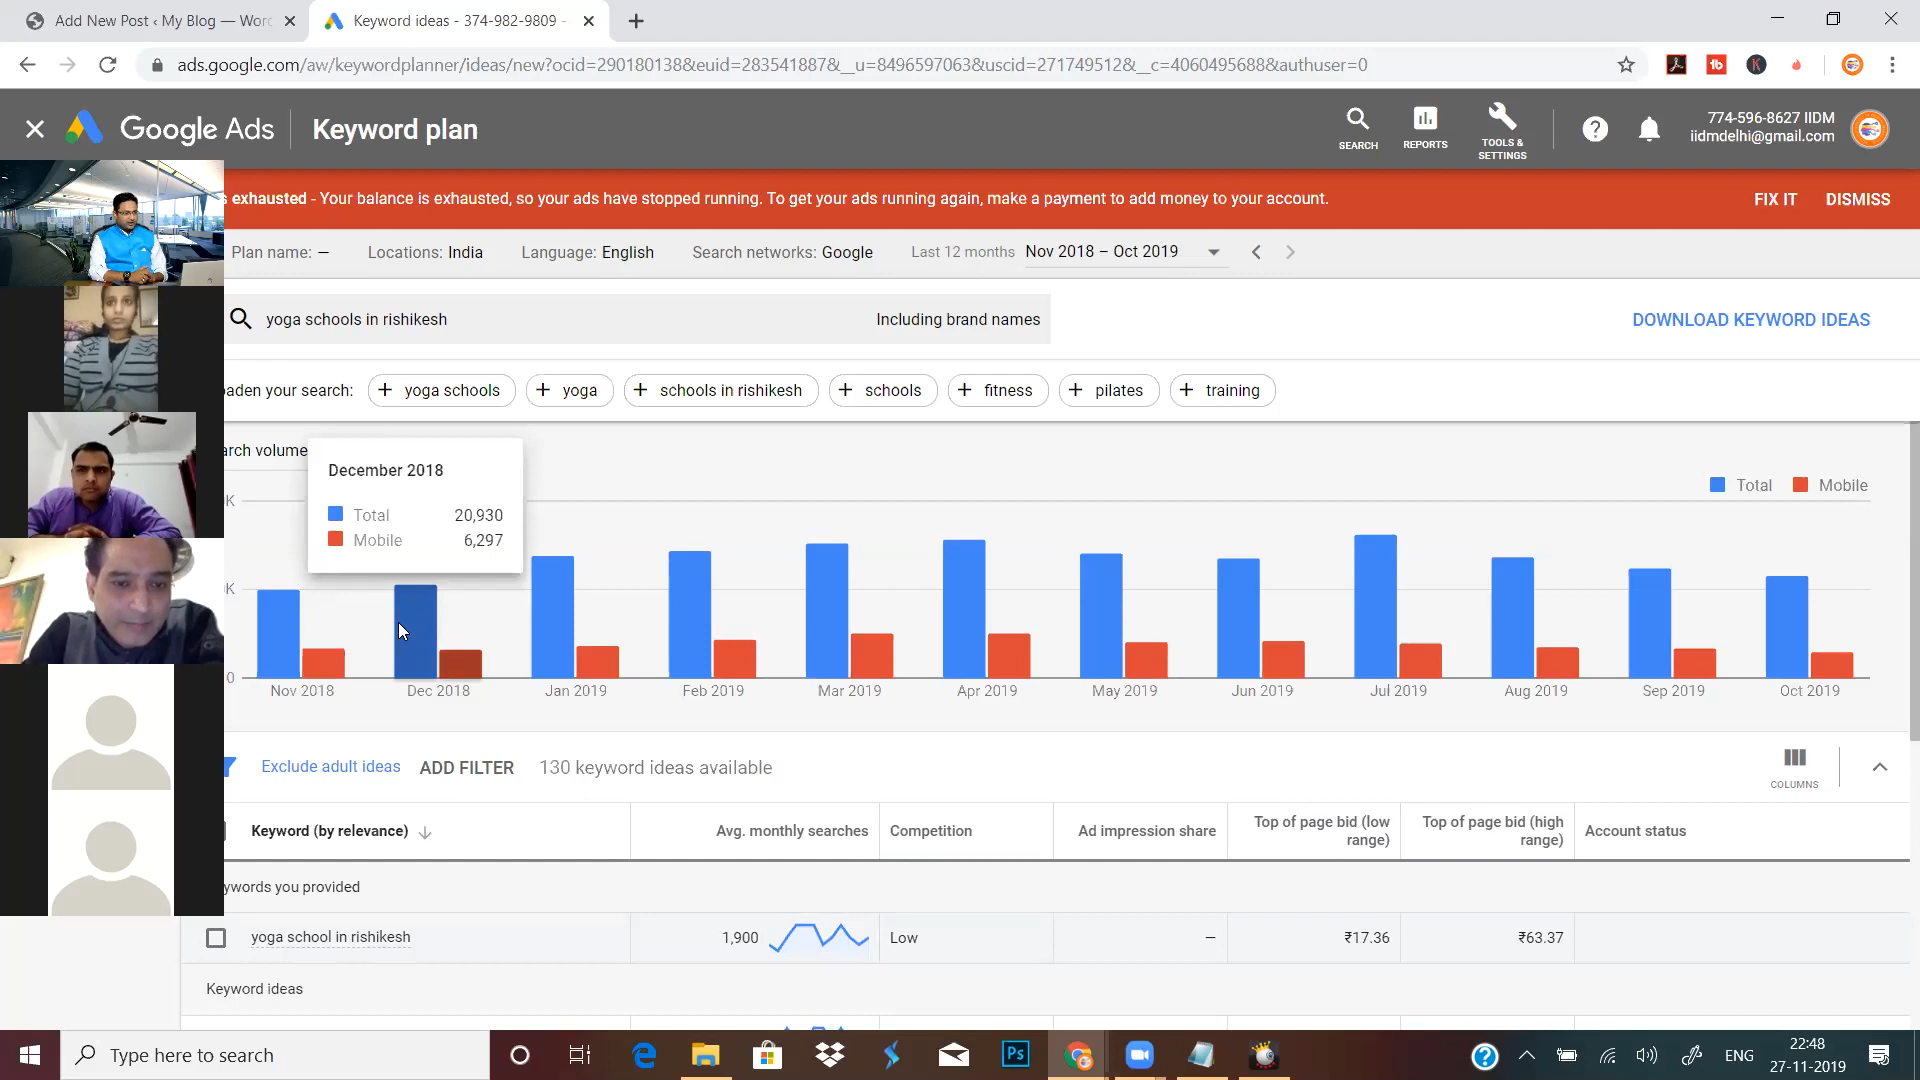 Add New Post ‹ My Blog — Wor
Keyword ideas - 374-982-9809 -
ads.google.com/aw/keywordplanner/ideas/new?ocid=290180138&euid=283541887&__u=8496597063&uscid=271749512&__c=4060495688&authuser=0
Google Ads
Keyword plan
SEARCH
REPORTS
TOOLS &
SETTINGS
774-596-8627 IIDM
iidmdelhi@gmail.com
exhausted - Your balance is exhausted, so your ads have stopped running. To get your ads running again, make a payment to add money to your account.
FIX IT
DISMISS
Plan name: —
Locations: India
Language: English
Search networks: Google
Last 12 months
Nov 2018 – Oct 2019
yoga schools in rishikesh
Including brand names
DOWNLOAD KEYWORD IDEAS
aden your search:
+ yoga schools
+ yoga
+ schools in rishikesh
+ schools
+ fitness
+ pilates
+ training
arch volume
December 2018
Total 20,930
Mobile 6,297
Total
Mobile
K
K
0
Nov 2018
Dec 2018
Jan 2019
Feb 2019
Mar 2019
Apr 2019
May 2019
Jun 2019
Jul 2019
Aug 2019
Sep 2019
Oct 2019
Exclude adult ideas
ADD FILTER
130 keyword ideas available
COLUMNS
Keyword (by relevance)
Avg. monthly searches
Competition
Ad impression share
Top of page bid (low
range)
Top of page bid (high
range)
Account status
ywords you provided
yoga school in rishikesh
1,900
Low
–
₹17.36
₹63.37
Keyword ideas
Type here to search
Ps
ENG
22:48
27-11-2019